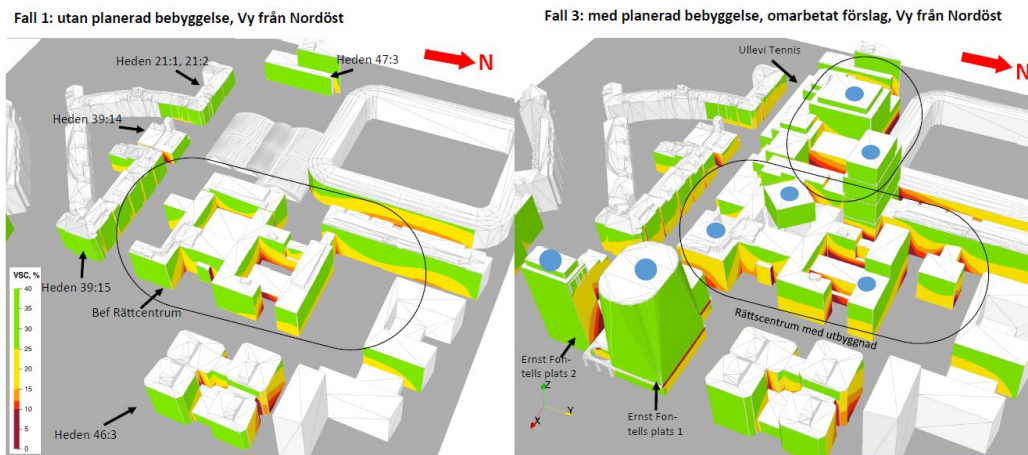 Fall 1: utan planerad bebyggelse, Vy från Nordöst
Heden 21:1, 21:2
Heden 47:3
N
Heden 39:14
Heden 39:15
Bef Rättscentrum
Heden 46:3
VSC, %
40
35
30
25
20
15
10
5
0
Fall 3: med planerad bebyggelse, omarbetat förslag, Vy från Nordöst
Ullevi Tennis
N
Rättscentrum med utbyggnad
Ernst Fon-
tells plats 2
Ernst Fon-
tells plats 1
Z
Y
X